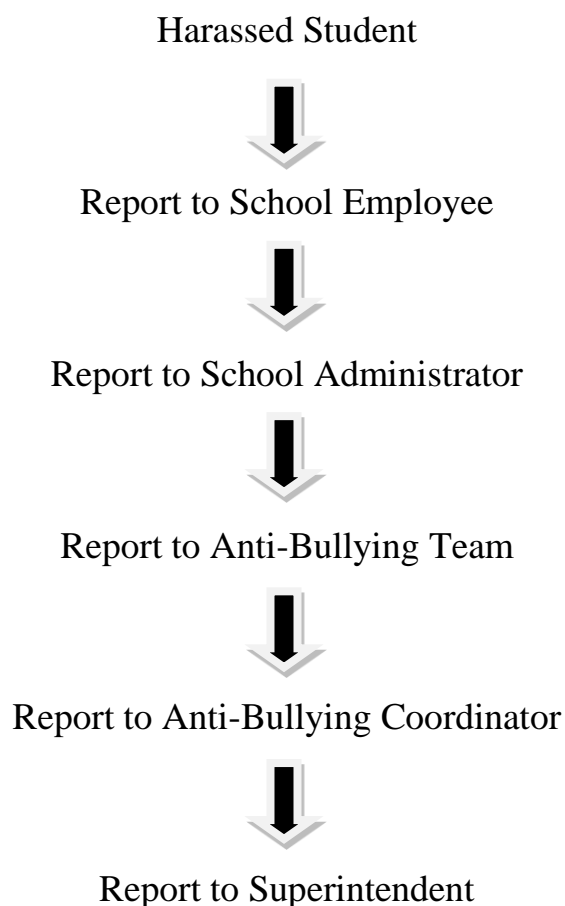 Harassed Student
Report to School Employee
Report to School Administrator
Report to Anti-Bullying Team
Report to Anti-Bullying Coordinator
Report to Superintendent